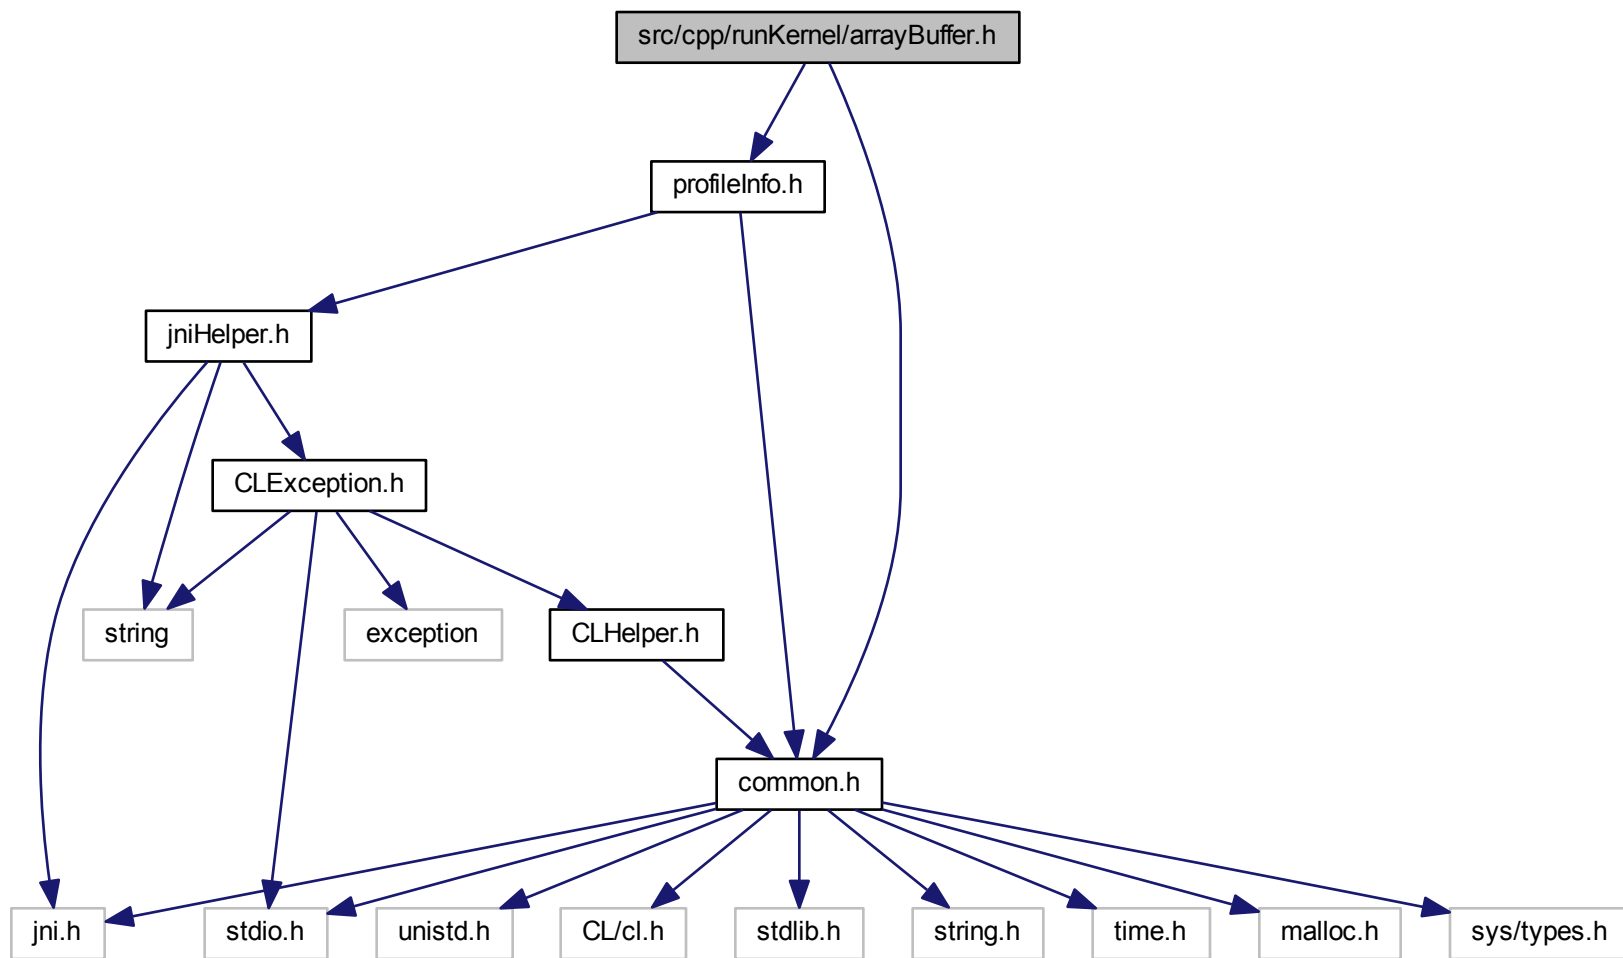 src/cpp/runKernel/arrayBuffer.h
profileInfo.h
jniHelper.h
CLException.h
string
exception
CLHelper.h
common.h
jni.h
stdio.h
unistd.h
CL/cl.h
stdlib.h
string.h
time.h
malloc.h
sys/types.h